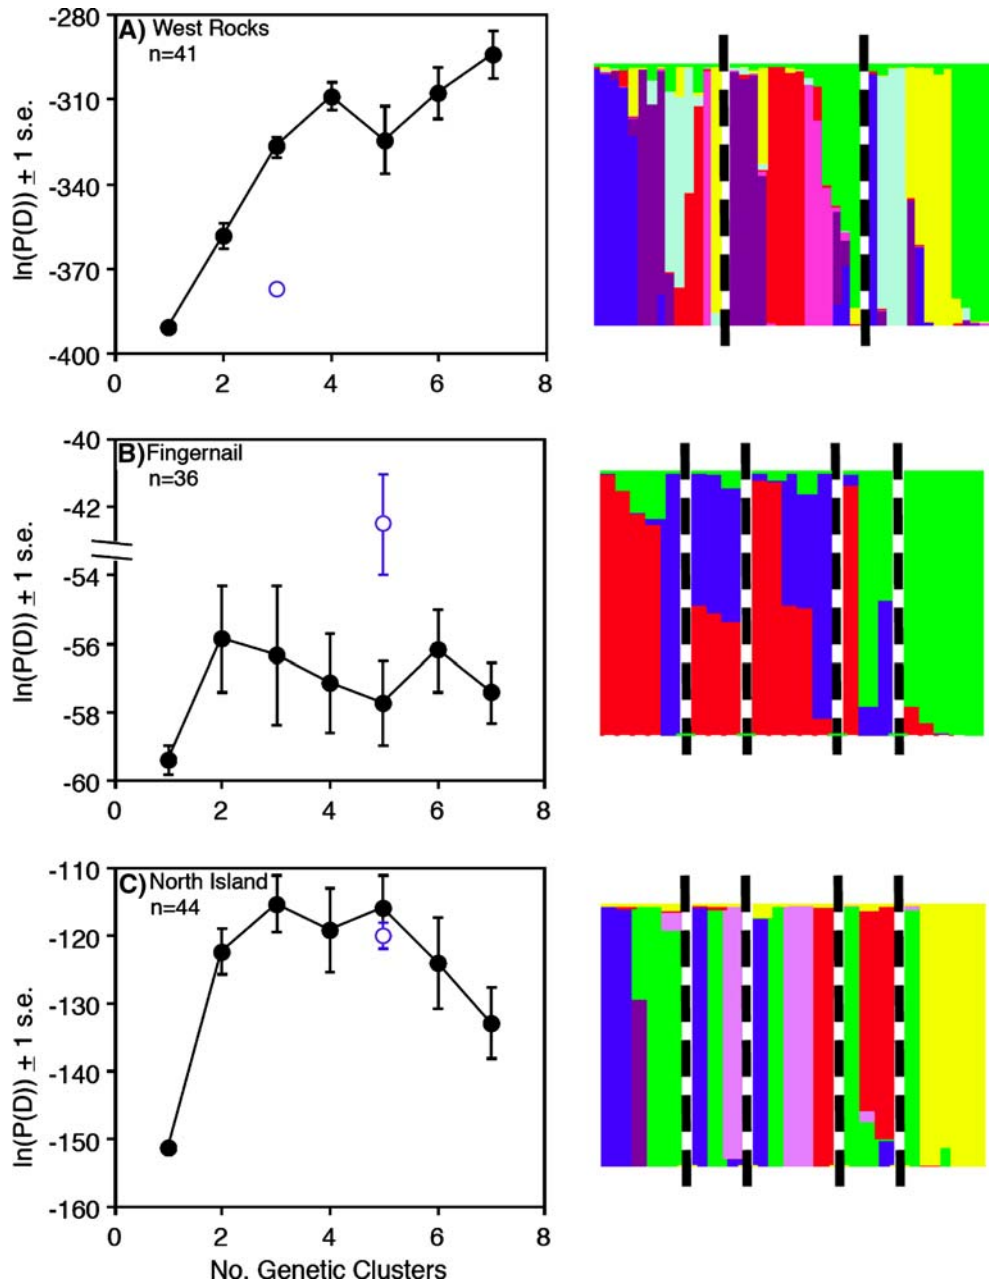 A) West Rocks
n=41
-280
-310
-340
-370
-400
ln(P(D)) ± 1 s.e.
0 2 4 6 8
B) Fingernail
n=36
-40
-42
-54
-56
-58
-60
ln(P(D)) ± 1 s.e.
0 2 4 6 8
C) North Island
n=44
-110
-120
-130
-140
-150
-160
ln(P(D)) ± 1 s.e.
0 2 4 6 8
No. Genetic Clusters